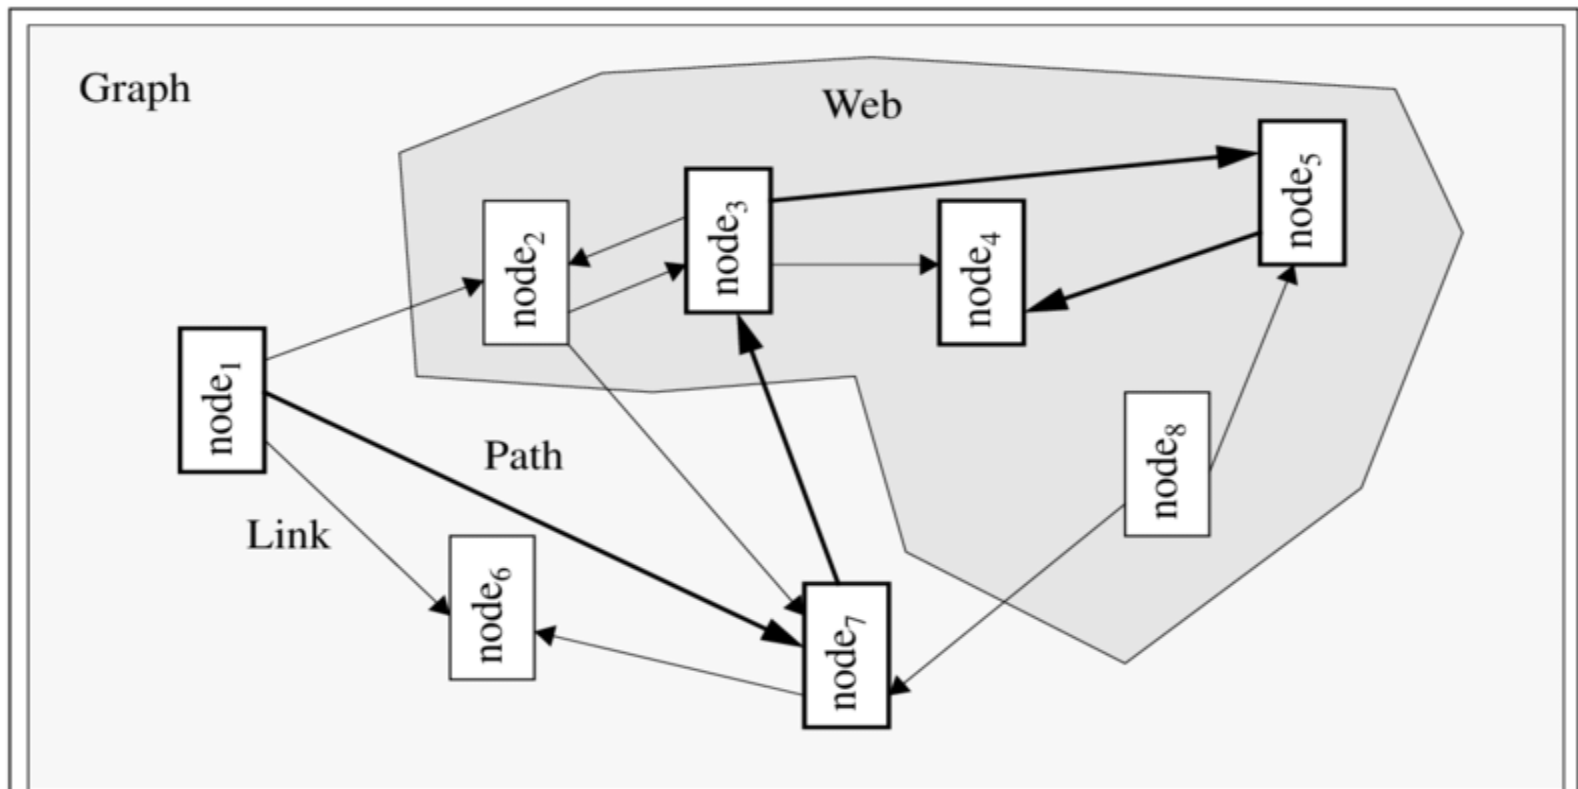 Graph
Web
node₁
node₂
node₃
node₄
node₅
Path
Link
node₆
node₇
node₈